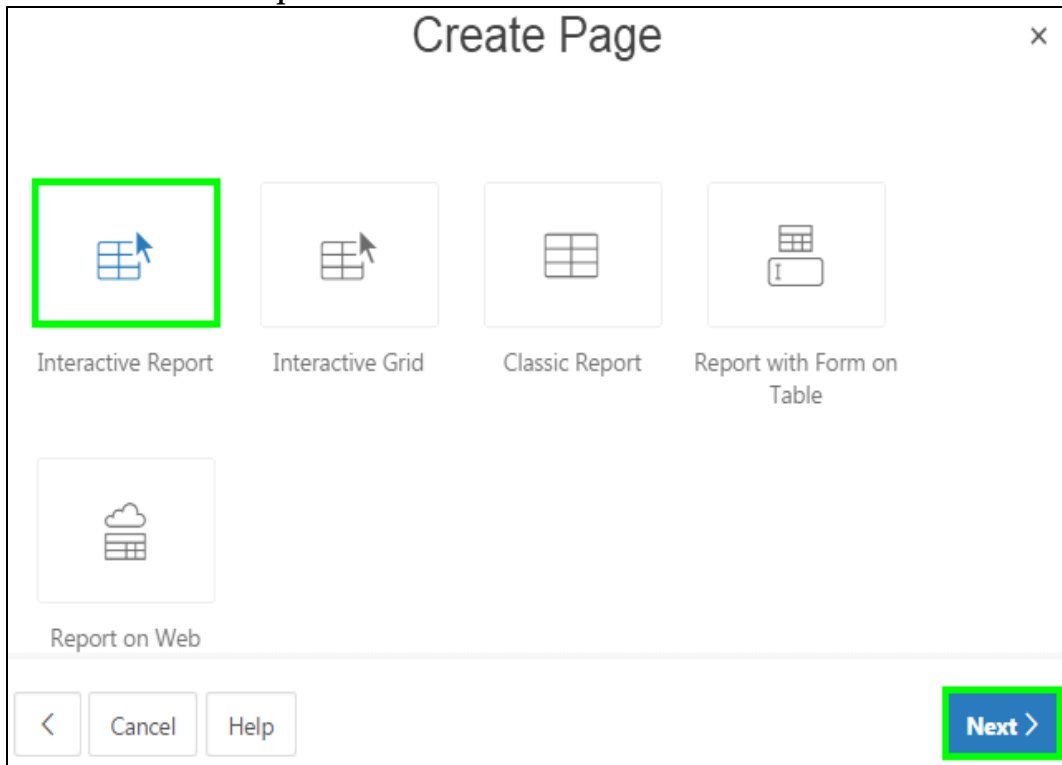 Create Page
Interactive Report
Interactive Grid
Classic Report
Report with Form on
Table
Report on Web
Cancel
Help
Next